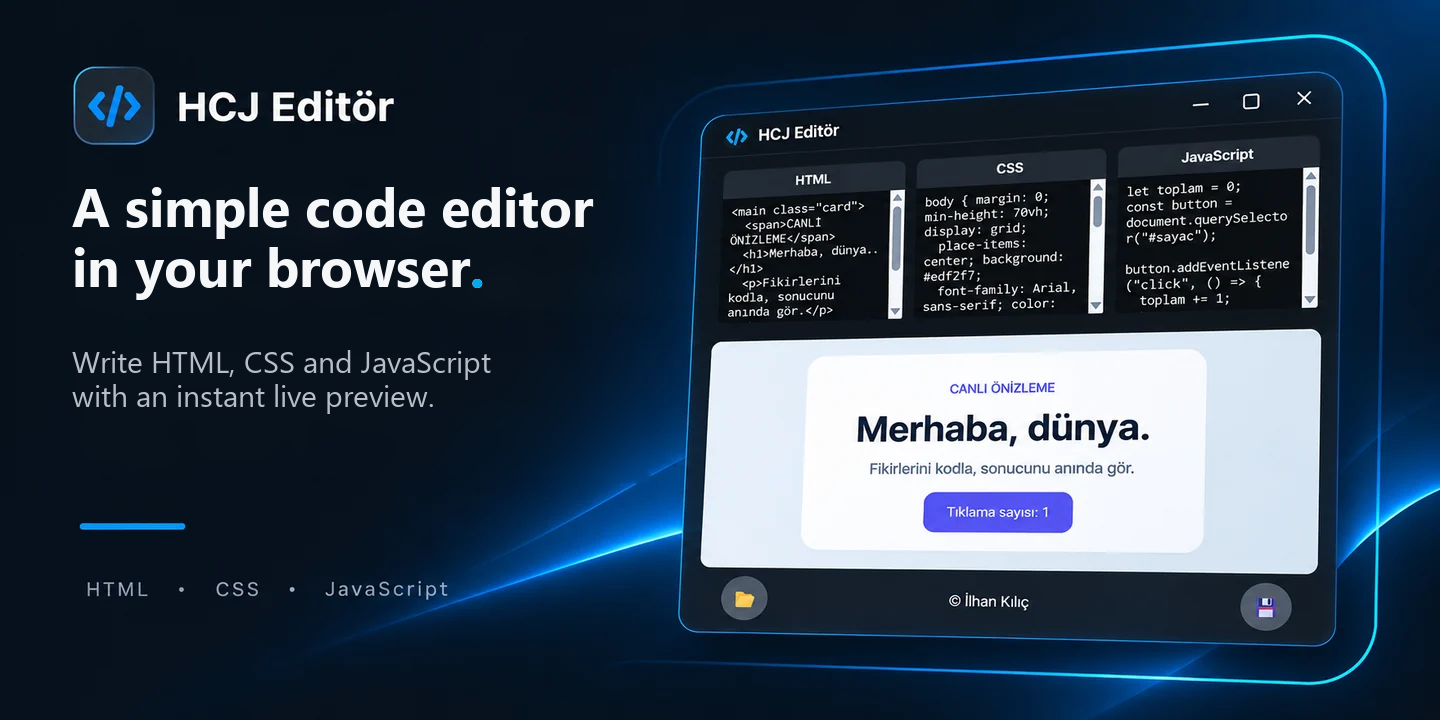 HCJ Editör
A simple code editor
in your browser.
Write HTML, CSS and JavaScript
with an instant live preview.
HTML • CSS • JavaScript
HCJ Editör
HTML
<main class="card">
<span>CANLİ
ÖNİZLEME</span>
<h1>Merhaba, dünya..
</h1>
<p>Fikirlerini
kodla, sonucunu
anında gör.</p>
CSS
body { margin: 0;
min-height: 70vh;
display: grid;
place-items:
center; background:
#edf2f7;
font-family: Arial,
sans-serif; color:
JavaScript
let toplam = 0;
const button =
document.querySelecto
r("#sayac");
button.addEventListene
("click", () => {
toplam += 1;
CANLI ÖNİZLEME
Merhaba, dünya.
Fikirlerini kodla, sonucunu anında gör.
Tıklama sayısı: 1
© İlhan Kılıç